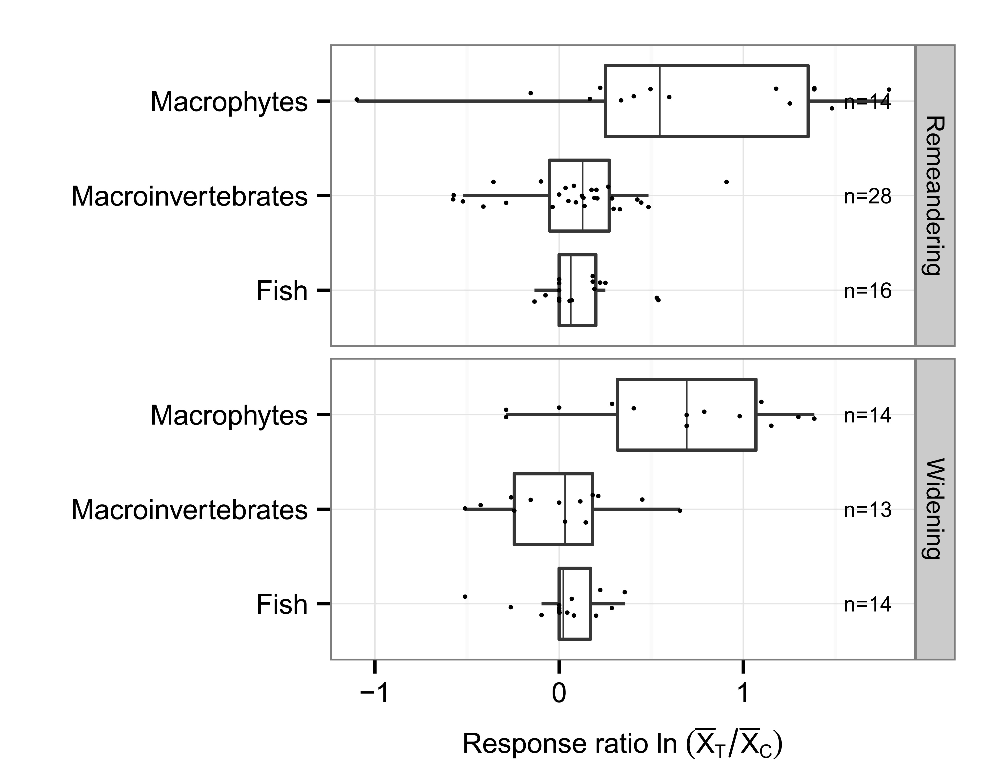 Remeandering
Macrophytes
n=14
Macroinvertebrates
n=28
Fish
n=16
Widening
Macrophytes
n=14
Macroinvertebrates
n=13
Fish
n=14
−1 0 1
Response ratio ln (X̅T/X̅C)